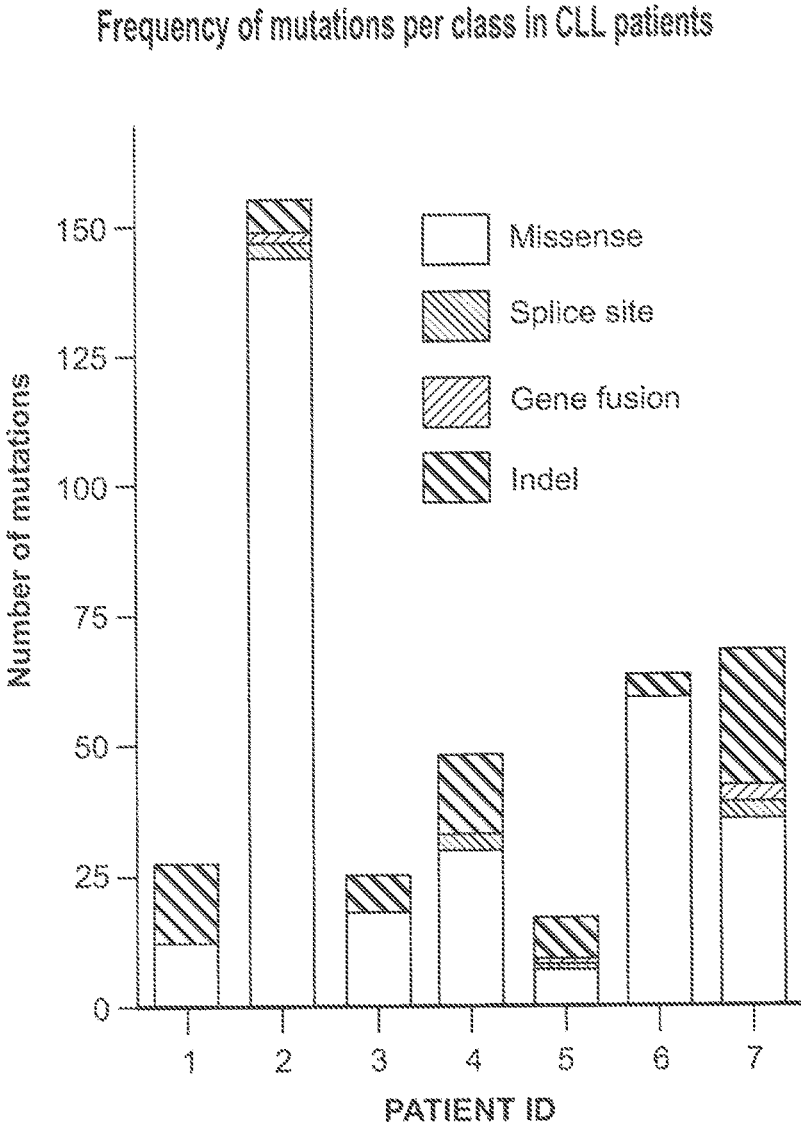 Frequency of mutations per class in CLL patients
Number of mutations
150
125
100
75
50
25
0
Missense
Splice site
Gene fusion
Indel
1 2 3 4 5 6 7
PATIENT ID